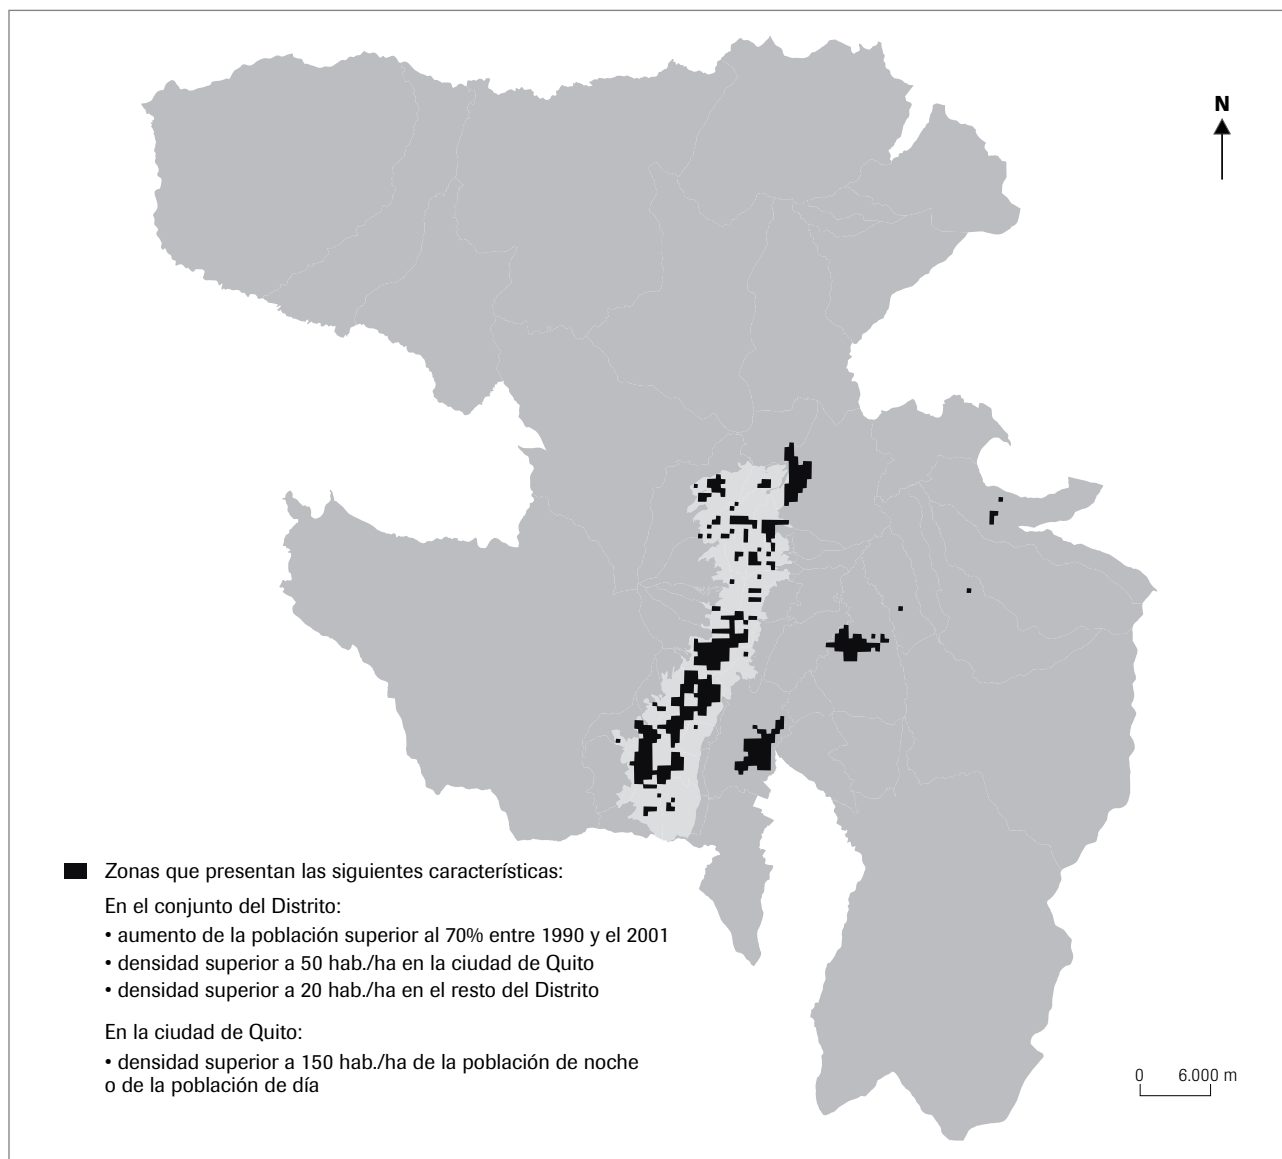 N
Zonas que presentan las siguientes características:
En el conjunto del Distrito:
• aumento de la población superior al 70% entre 1990 y el 2001
• densidad superior a 50 hab./ha en la ciudad de Quito
• densidad superior a 20 hab./ha en el resto del Distrito
En la ciudad de Quito:
• densidad superior a 150 hab./ha de la población de noche
o de la población de día
0 6.000 m